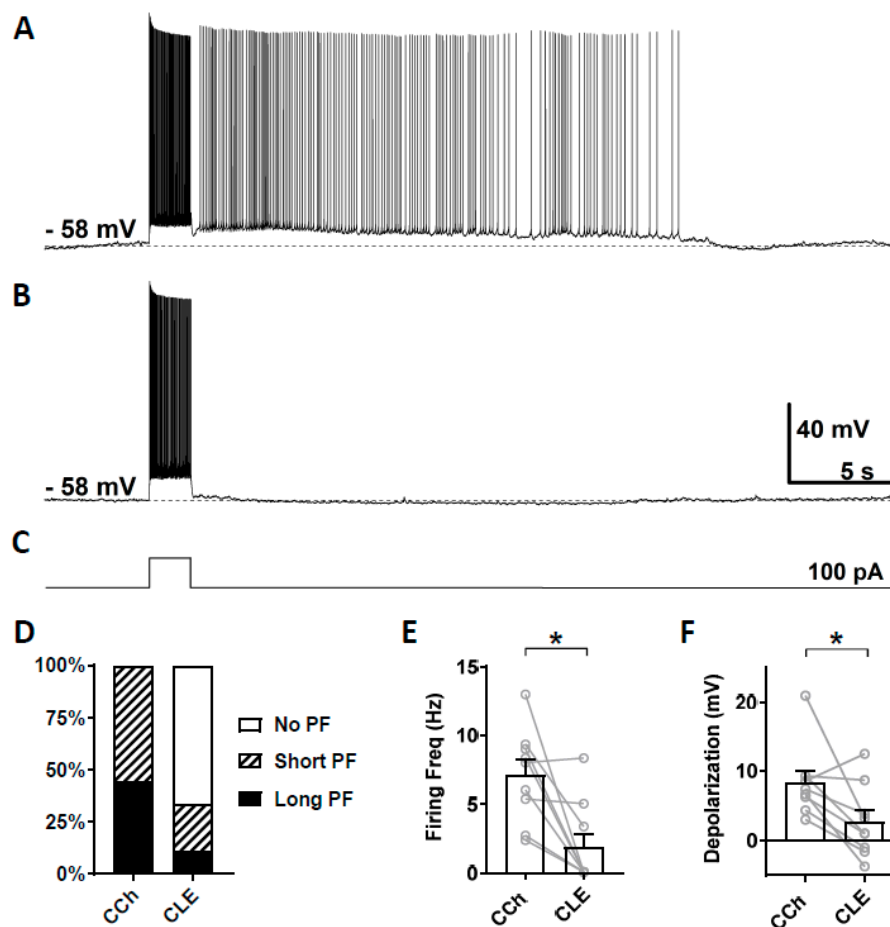 A
- 58 mV
B
- 58 mV
40 mV
5 s
C
100 pA
D
100%
75%
50%
25%
0%
CCh
CLE
No PF
Short PF
Long PF
E
*
Firing Freq (Hz)
15
10
5
0
CCh
CLE
F
*
Depolarization (mV)
20
10
0
CCh
CLE